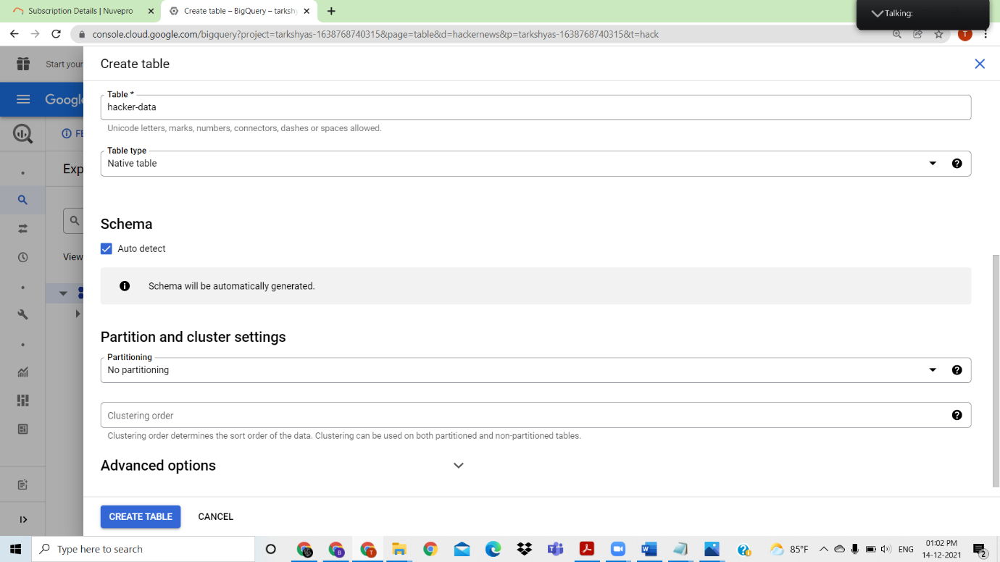 Subscription Details | Nuvepro
Create table – BigQuery – tarkshy
Talking:
console.cloud.google.com/bigquery?project=tarkshyas-1638768740315&page=table&d=hackernews&p=tarkshyas-1638768740315&t=hack
T
Start your
Create table
Googl
Table *
hacker-data
Unicode letters, marks, numbers, connectors, dashes or spaces allowed.
FE
Table type
Native table
Exp
Schema
Auto detect
View
Schema will be automatically generated.
Partition and cluster settings
Partitioning
No partitioning
Clustering order
Clustering order determines the sort order of the data. Clustering can be used on both partitioned and non-partitioned tables.
Advanced options
CREATE TABLE
CANCEL
Type here to search
85°F
ENG
01:02 PM
14-12-2021
2